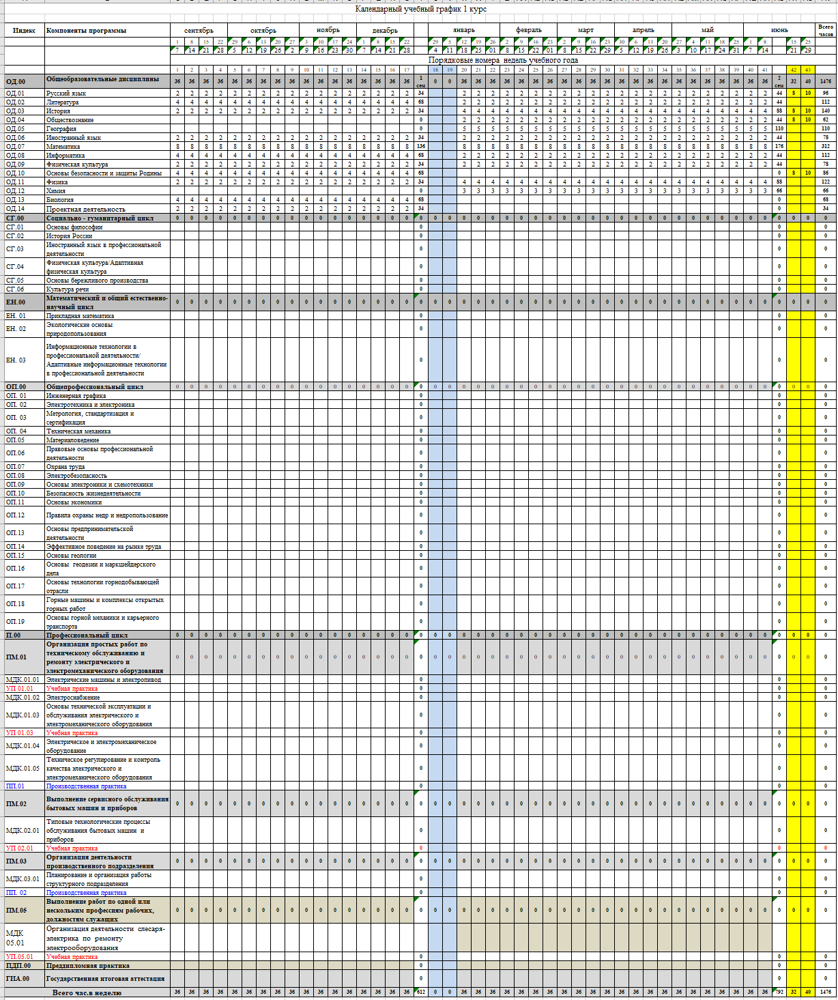 Календарный учебный график 1 курс
Индекс Компоненты программы сентябрь октябрь ноябрь декабрь январь февраль март апрель май июнь Всего часов
1 8 15 22 29 6 13 20 27 3 10 17 24 1 8 15 22 29 5 12 19 26 2 9 16 23 2 9 16 23 30 6 13 20 27 4 11 18 25 1 8 15 25
7 14 21 28 5 12 19 26 2 9 16 23 30 7 14 21 28 4 11 18 25 01 8 15 22 01 8 15 22 29 5 12 19 26 3 10 17 24 31 7 14 21 29
Порядковые номера недель учебного года
1 2 3 4 5 6 7 8 9 10 11 12 13 14 15 16 17 18 19 20 21 22 23 24 25 26 27 28 29 30 31 32 33 34 35 36 37 38 39 40 41 42 43
ОД.00 Общеобразовательные дисциплины 36 36 36 36 36 36 36 36 36 36 36 36 36 36 36 36 36 1 сем 0 0 36 36 36 36 36 36 36 36 36 36 36 36 36 36 36 36 36 36 36 36 36 36 2 сем 32 40 1476
ОД.01 Русский язык 2 2 2 2 2 2 2 2 2 2 2 2 2 2 2 2 2 34 2 2 2 2 2 2 2 2 2 2 2 2 2 2 2 2 2 2 2 2 2 2 44 8 10 96
ОД.02 Литература 4 4 4 4 4 4 4 4 4 4 4 4 4 4 4 4 4 68 2 2 2 2 2 2 2 2 2 2 2 2 2 2 2 2 2 2 2 2 2 2 44 112
ОД.03 История 2 2 2 2 2 2 2 2 2 2 2 2 2 2 2 2 2 34 4 4 4 4 4 4 4 4 4 4 4 4 4 4 4 4 4 4 4 4 4 4 88 8 10 140
ОД.04 Обществознание 0 2 2 2 2 2 2 2 2 2 2 2 2 2 2 2 2 2 2 2 2 2 2 44 8 10 62
ОД.05 География 0 5 5 5 5 5 5 5 5 5 5 5 5 5 5 5 5 5 5 5 5 5 5 110 110
ОД.06 Иностранный язык 2 2 2 2 2 2 2 2 2 2 2 2 2 2 2 2 2 34 2 2 2 2 2 2 2 2 2 2 2 2 2 2 2 2 2 2 2 2 2 2 44 78
ОД.07 Математика 8 8 8 8 8 8 8 8 8 8 8 8 8 8 8 8 8 136 8 8 8 8 8 8 8 8 8 8 8 8 8 8 8 8 8 8 8 8 8 8 176 312
ОД.08 Информатика 4 4 4 4 4 4 4 4 4 4 4 4 4 4 4 4 4 68 2 2 2 2 2 2 2 2 2 2 2 2 2 2 2 2 2 2 2 2 2 2 44 112
ОД.09 Физическая культура 2 2 2 2 2 2 2 2 2 2 2 2 2 2 2 2 2 34 2 2 2 2 2 2 2 2 2 2 2 2 2 2 2 2 2 2 2 2 2 2 44 78
ОД.10 Основы безопасности и защиты Родины 4 4 4 4 4 4 4 4 4 4 4 4 4 4 4 4 4 68 0 8 10 86
ОД.11 Физика 2 2 2 2 2 2 2 2 2 2 2 2 2 2 2 2 2 34 4 4 4 4 4 4 4 4 4 4 4 4 4 4 4 4 4 4 4 4 4 4 88 122
ОД.12 Химия 0 3 3 3 3 3 3 3 3 3 3 3 3 3 3 3 3 3 3 3 3 3 3 66 66
ОД.13 Биология 4 4 4 4 4 4 4 4 4 4 4 4 4 4 4 4 4 68 0 68
ОД.14 Проектная деятельность 2 2 2 2 2 2 2 2 2 2 2 2 2 2 2 2 2 34 0 34
СГ.00 Социально - гуманитарный цикл 0 0 0 0 0 0 0 0 0 0 0 0 0 0 0 0 0 0 0 0 0 0 0 0 0 0 0 0 0 0 0 0 0 0 0 0 0 0 0 0 0 0 0 0 0 0
СГ.01 Основы философии 0 0 0
СГ.02 История России 0 0 0
СГ.03 Иностранный язык в профессиональной
деятельности 0 0 0
СГ.04 Физическая культура/Адаптивная
физическая культура 0 0 0
СГ.05 Основы бережливого производства 0 0 0
СГ.06 Культура речи 0 0 0
ЕН.00 Математический и общий естественно-
научный цикл 0 0 0 0 0 0 0 0 0 0 0 0 0 0 0 0 0 0 0 0 0 0 0 0 0 0 0 0 0 0 0 0 0 0 0 0 0 0 0 0 0 0 0 0 0 0
ЕН. 01 Прикладная математика 0 0 0
ЕН. 02 Экологические основы
природопользования 0 0 0
ЕН. 03 Информационные технологии в
профессиональной деятельности/
Адаптивные информационные технологии
в профессиональной деятельности 0 0 0
ОП.00 Общепрофессиональный цикл 0 0 0 0 0 0 0 0 0 0 0 0 0 0 0 0 0 0 0 0 0 0 0 0 0 0 0 0 0 0 0 0 0 0 0 0 0 0 0 0 0 0 0 0 0 0
ОП. 01 Инженерная графика 0 0 0
ОП. 02 Электротехника и электроника 0 0 0
ОП. 03 Метрология, стандартизация и
сертификация 0 0 0
ОП. 04 Техническая механика 0 0 0
ОП.05 Материаловедение 0 0 0
ОП.06 Правовые основы профессиональной
деятельности 0 0 0
ОП.07 Охрана труда 0 0 0
ОП.08 Электробезопасность 0 0 0
ОП.09 Основы электроники и схемотехники 0 0 0
ОП.10 Безопасность жизнедеятельности 0 0 0
ОП.11 Основы экономики 0 0 0
ОП.12 Правила охраны недр и недропользование 0 0 0
ОП.13 Основы предпринимательской
деятельности 0 0 0
ОП.14 Эффективное поведение на рынке труда 0 0 0
ОП.15 Основы геологии 0 0 0
ОП.16 Основы геодезии и маркшейдерского
дела 0 0 0
ОП.17 Основы технологии горнодобывающей
отрасли 0 0 0
ОП.18 Горные машины и комплексы открытых
горных работ 0 0 0
ОП.19 Основы горной механики и карьерного
транспорта 0 0 0
П.00 Профессиональный цикл 0 0 0 0 0 0 0 0 0 0 0 0 0 0 0 0 0 0 0 0 0 0 0 0 0 0 0 0 0 0 0 0 0 0 0 0 0 0 0 0 0 0 0 0 0 0
ПМ.01 Организация простых работ по
техническому обслуживанию и
ремонту электрического и
электромеханического оборудования 0 0 0 0 0 0 0 0 0 0 0 0 0 0 0 0 0 0 0 0 0 0 0 0 0 0 0 0 0 0 0 0 0 0 0 0 0 0 0 0 0 0 0 0 0 0
МДК.01.01 Электрические машины и электропивод 0 0 0
УП 01.01 Учебная практика 0 0 0
МДК.01.02 Электроснабжение 0 0 0
МДК.01.03 Основы технической эксплуатации и
обслуживания электрического и
электромеханического оборудования 0 0 0
УП 01.03 Учебная практика 0 0 0
МДК.01.04 Электрическое и электромеханическое
оборудование 0 0 0
МДК.01.05 Техническое регулирование и контроль
качества электрического и
электромеханического оборудования 0 0 0
ПП.01 Производственная практика 0 0 0
ПМ.02 Выполнение сервисного обслуживания
бытовых машин и приборов 0 0 0 0 0 0 0 0 0 0 0 0 0 0 0 0 0 0 0 0 0 0 0 0 0 0 0 0 0 0 0 0 0 0 0 0 0 0 0 0 0 0 0 0 0 0
МДК.02.01 Типовые технологические процессы
обслуживания бытовых машин и
приборов 0 0 0
УП 02.01 Учебная практика 0 0 0
ПМ.03 Организация деятельности
производственного подразделения 0 0 0 0 0 0 0 0 0 0 0 0 0 0 0 0 0 0 0 0 0 0 0 0 0 0 0 0 0 0 0 0 0 0 0 0 0 0 0 0 0 0 0 0 0 0
МДК.03.01 Планирование и организация работы
структурного подразделения 0 0 0
ПП. 02 Производственная практика 0 0 0
ПМ.05 Выполнение работ по одной или
нескольким профессиям рабочих,
должностям служащих 0 0 0 0 0 0 0 0 0 0 0 0 0 0 0 0 0 0 0 0 0 0 0 0 0 0 0 0 0 0 0 0 0 0 0 0 0 0 0 0 0 0 0 0 0 0
МДК 05.01 Организация деятельности слесаря-
электрика по ремонту
электрооборудования
УП.05.01 Учебная практика 0 0 0
ПДП.00 Преддипломная практика 0 0 0
ГИА.00 Государственная итоговая аттестация 0 0 0
Всего час.в неделю 36 36 36 36 36 36 36 36 36 36 36 36 36 36 36 36 36 612 0 0 36 36 36 36 36 36 36 36 36 36 36 36 36 36 36 36 36 36 36 36 36 36 792 32 40 1476